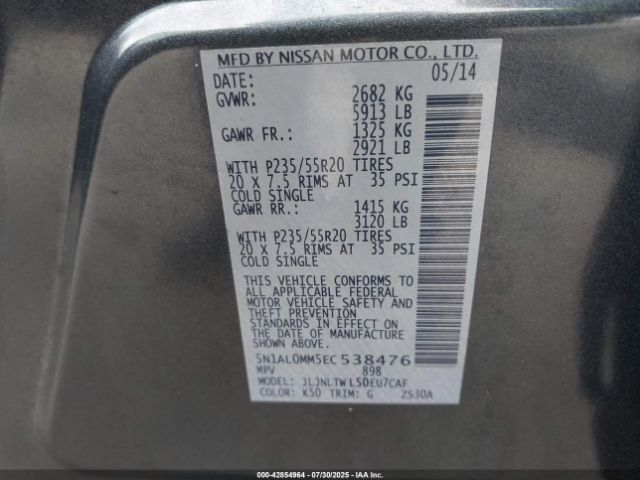 MFD BY NISSAN MOTOR CO., LTD.
DATE: 05/14
GVWR: 2682 KG
5913 LB
GAWR FR.: 1325 KG
2921 LB
WITH P235/55R20 TIRES
20 X 7.5 RIMS AT 35 PSI
COLD SINGLE
GAWR RR.: 1415 KG
3120 LB
WITH P235/55R20 TIRES
20 X 7.5 RIMS AT 35 PSI
COLD SINGLE
THIS VEHICLE CONFORMS TO
ALL APPLICABLE FEDERAL
MOTOR VEHICLE SAFETY AND
THEFT PREVENTION
STANDARDS IN EFFECT ON
THE DATE OF MANUFACTURE
SHOWN ABOVE.
5N1AL0MM5EC538476
MPV 898
MODEL: JLJNLTW L50EU7CAF
COLOR: K50 TRIM: G 2S30A
000-42854964 - 07/30/2025 - IAA Inc.